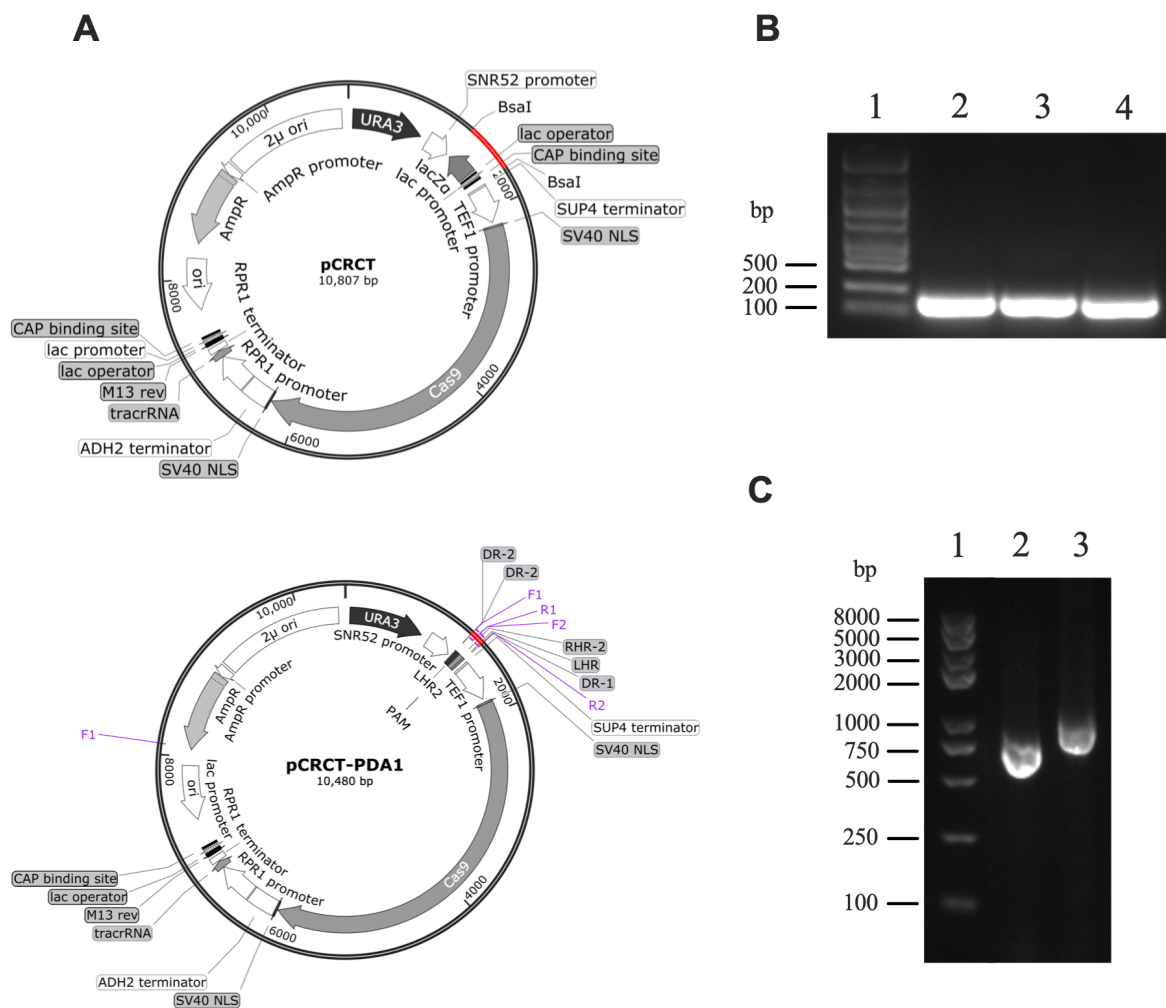 A
SNR52 promoter
BsaI
lac operator
CAP binding site
BsaI
SUP4 terminator
SV40 NLS
10,000
2μ ori
URA3
AmpR promoter
AmpR
lacZα
lac promoter
2000
TEF1 promoter
pCRCT
10,807 bp
ori
8000
RPR1 terminator
RPR1 promoter
Cas9
4000
6000
CAP binding site
lac promoter
lac operator
M13 rev
tracrRNA
ADH2 terminator
SV40 NLS
DR-2
DR-2
F1
R1
F2
RHR-2
LHR
DR-1
R2
SUP4 terminator
SV40 NLS
10,000
2μ ori
URA3
SNR52 promoter
LHR2
PAM
TEF1 promoter
2000
AmpR
AmpR promoter
F1
8000
ori
pCRCT-PDA1
10,480 bp
lac promoter
RPR1 terminator
RPR1 promoter
Cas9
4000
6000
CAP binding site
lac operator
M13 rev
tracrRNA
ADH2 terminator
SV40 NLS
B
1 2 3 4
bp
500
200
100
C
1 2 3
bp
8000
5000
3000
2000
1000
750
500
250
100